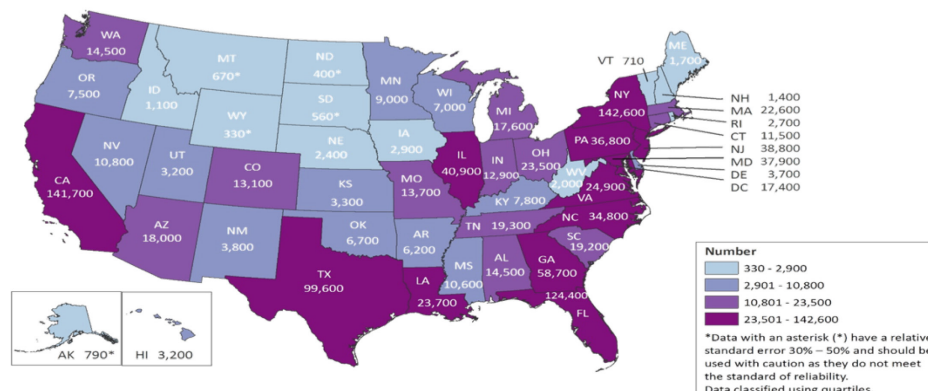 WA
14,500
OR
7,500
CA
141,700
NV
10,800
ID
1,100
MT
670*
WY
330*
UT
3,200
AZ
18,000
CO
13,100
NM
3,800
ND
400*
SD
560*
NE
2,400
KS
3,300
OK
6,700
TX
99,600
MN
9,000
IA
2,900
MO
13,700
AR
6,200
LA
23,700
WI
7,000
IL
40,900
MI
17,600
IN
12,900
OH
23,500
KY 7,800
TN 19,300
MS
10,600
AL
14,500
GA
58,700
124,400
FL
SC
19,200
NC 34,800
24,900
VA
WV
2,000
PA 36,800
NY
142,600
VT 710
ME
1,700
NH 1,400
MA 22,600
RI 2,700
CT 11,500
NJ 38,800
MD 37,900
DE 3,700
DC 17,400
AK 790*
HI 3,200
Number
330 - 2,900
2,901 - 10,800
10,801 - 23,500
23,501 - 142,600
*Data with an asterisk (*) have a relative
standard error 30% – 50% and should be
used with caution as they do not meet
the standard of reliability.
Data classified using quartiles